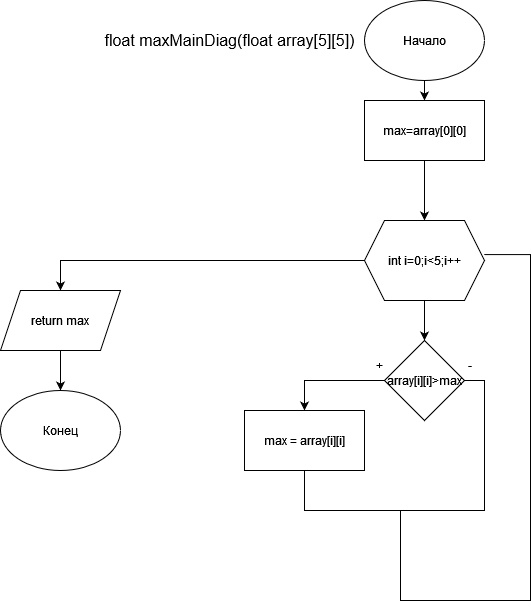 float maxMainDiag(float array[5][5])
Начало
max=array[0][0]
int i=0;i<5;i++
return max
+
-
array[i][i]>max
Конец
max = array[i][i]